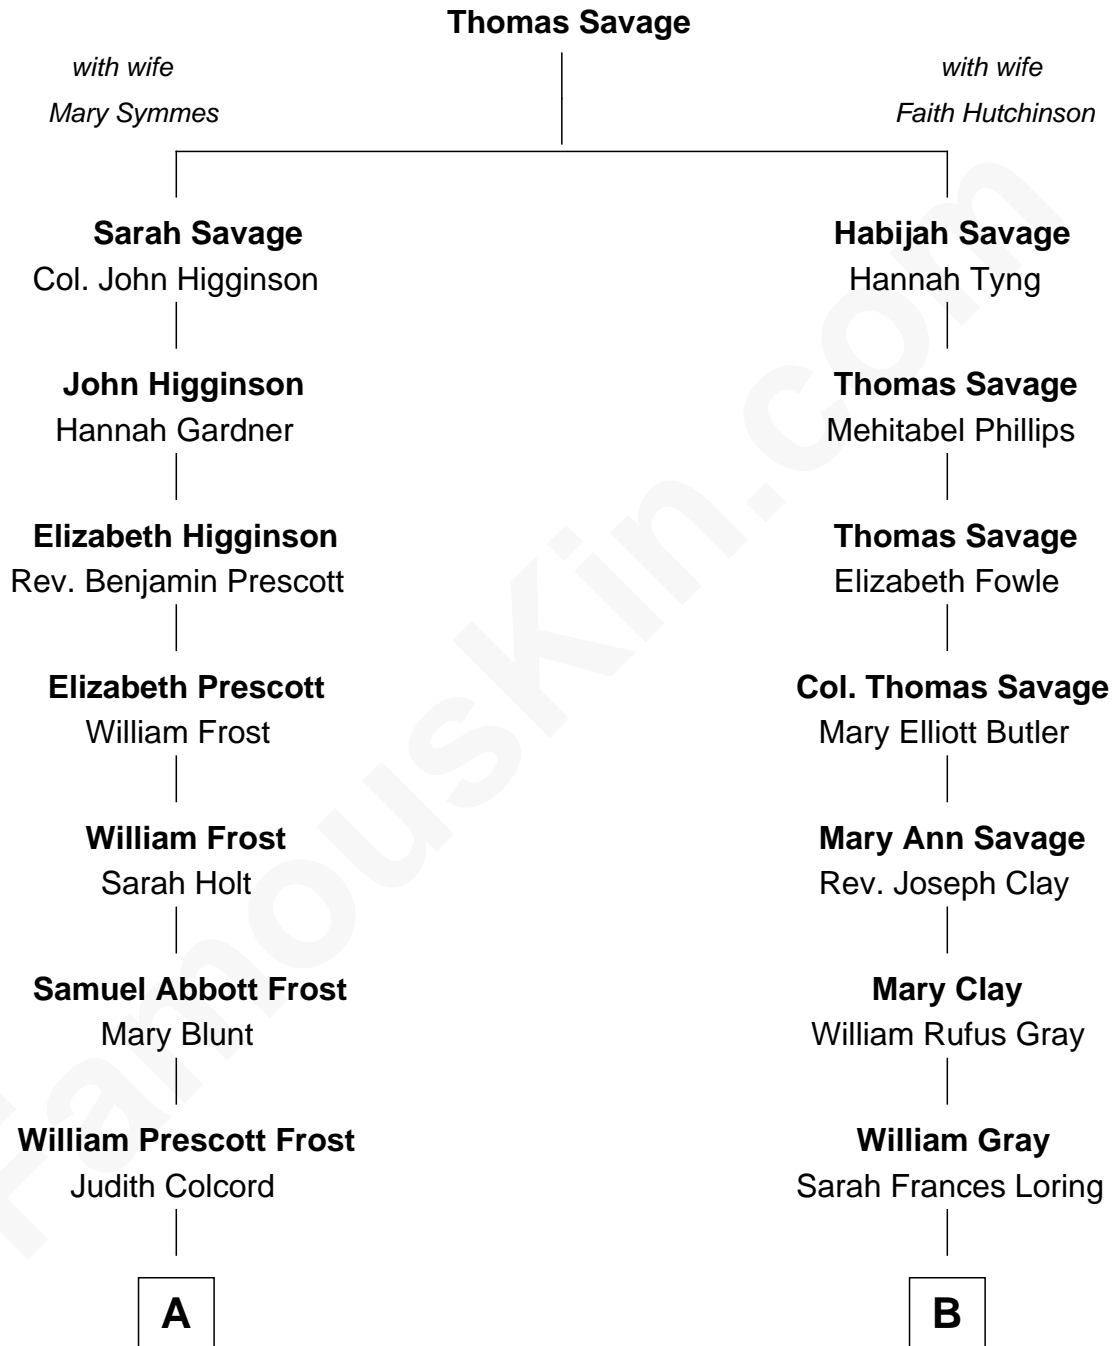 Thomas Savage
with wife
Mary Symmes
with wife
Faith Hutchinson
Sarah Savage
Col. John Higginson
Habijah Savage
Hannah Tyng
John Higginson
Hannah Gardner
Thomas Savage
Mehitabel Phillips
Elizabeth Higginson
Rev. Benjamin Prescott
Thomas Savage
Elizabeth Fowle
Elizabeth Prescott
William Frost
Col. Thomas Savage
Mary Elliott Butler
William Frost
Sarah Holt
Mary Ann Savage
Rev. Joseph Clay
Samuel Abbott Frost
Mary Blunt
Mary Clay
William Rufus Gray
William Prescott Frost
Judith Colcord
William Gray
Sarah Frances Loring
A
B
FamousKin.com